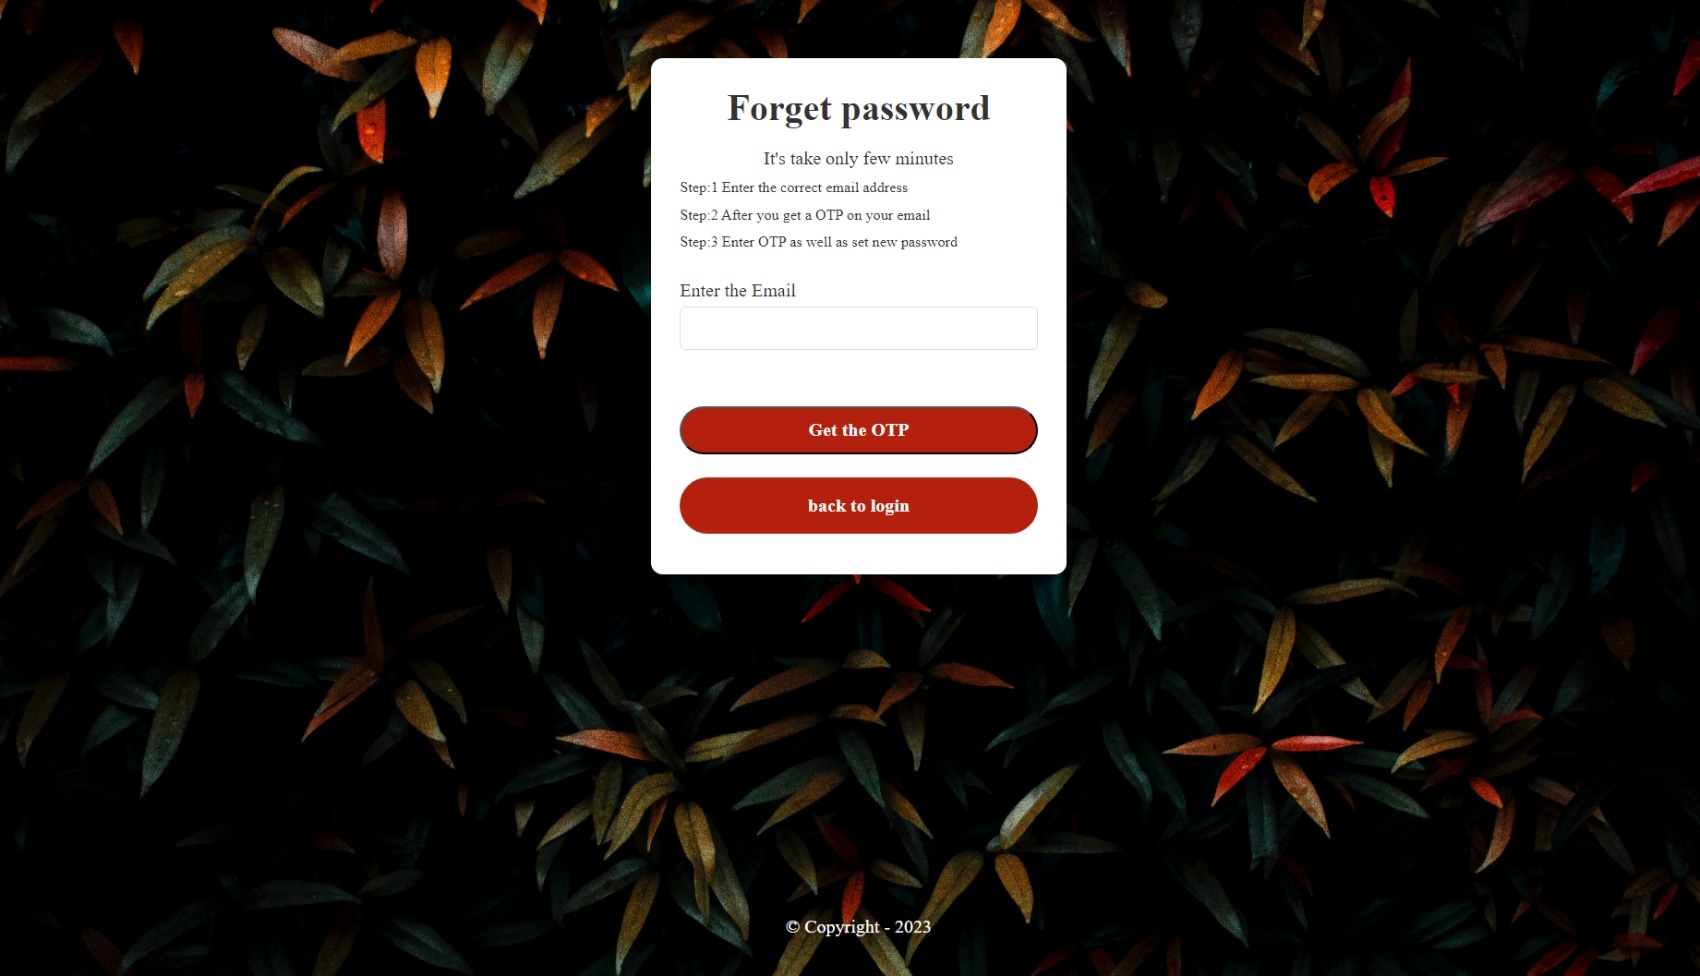 Forget password
It's take only few minutes
Step:1 Enter the correct email address
Step:2 After you get a OTP on your email
Step:3 Enter OTP as well as set new password
Enter the Email
Get the OTP
back to login
© Copyright - 2023